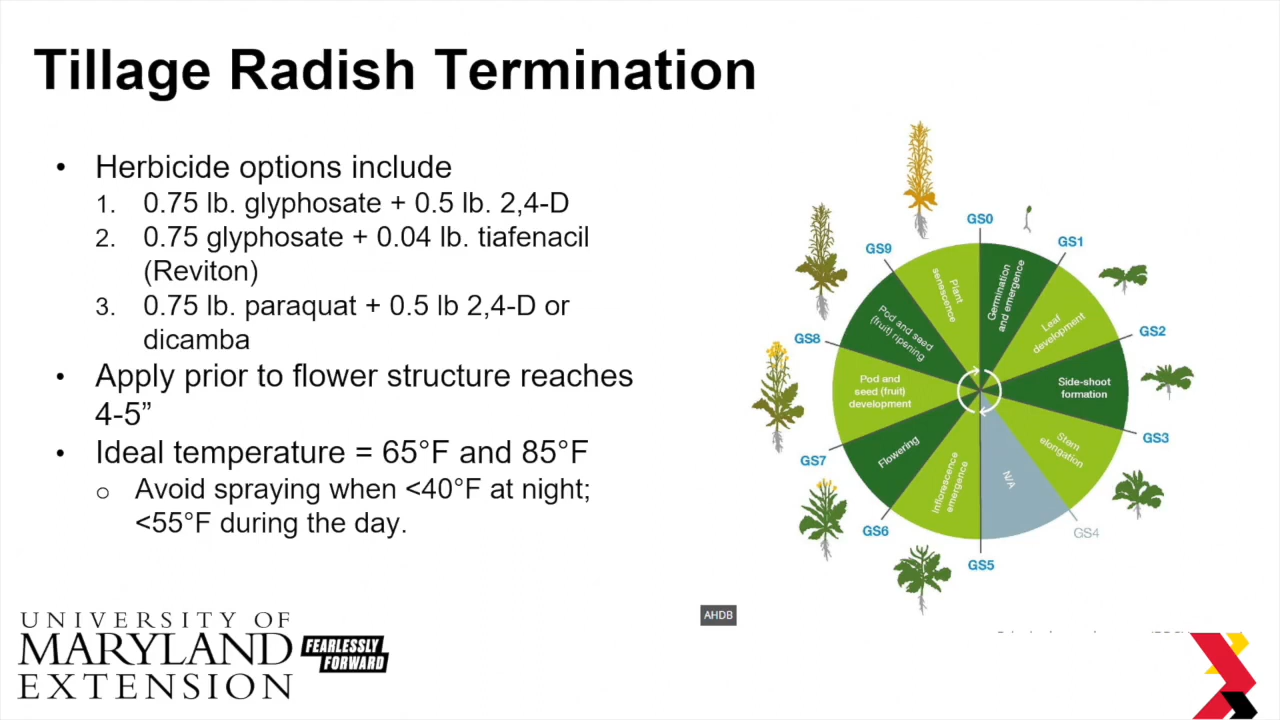 Tillage Radish Termination
• Herbicide options include
1. 0.75 lb. glyphosate + 0.5 lb. 2,4-D
2. 0.75 glyphosate + 0.04 lb. tiafenacil
(Reviton)
3. 0.75 lb. paraquat + 0.5 lb 2,4-D or
dicamba
• Apply prior to flower structure reaches
4-5”
• Ideal temperature = 65°F and 85°F
o Avoid spraying when <40°F at night;
<55°F during the day.
GS0
GS1
GS2
GS3
GS4
GS5
GS6
GS7
GS8
GS9
Germination
and emergence
Leaf
development
Side-shoot
formation
Stem
elongation
N/A
Inflorescence
emergence
Flowering
Pod and
seed (fruit)
development
Pod and seed
(fruit) ripening
Plant
senescence
AHDB
UNIVERSITY OF
MARYLAND
EXTENSION
FEARLESSLY
FORWARD